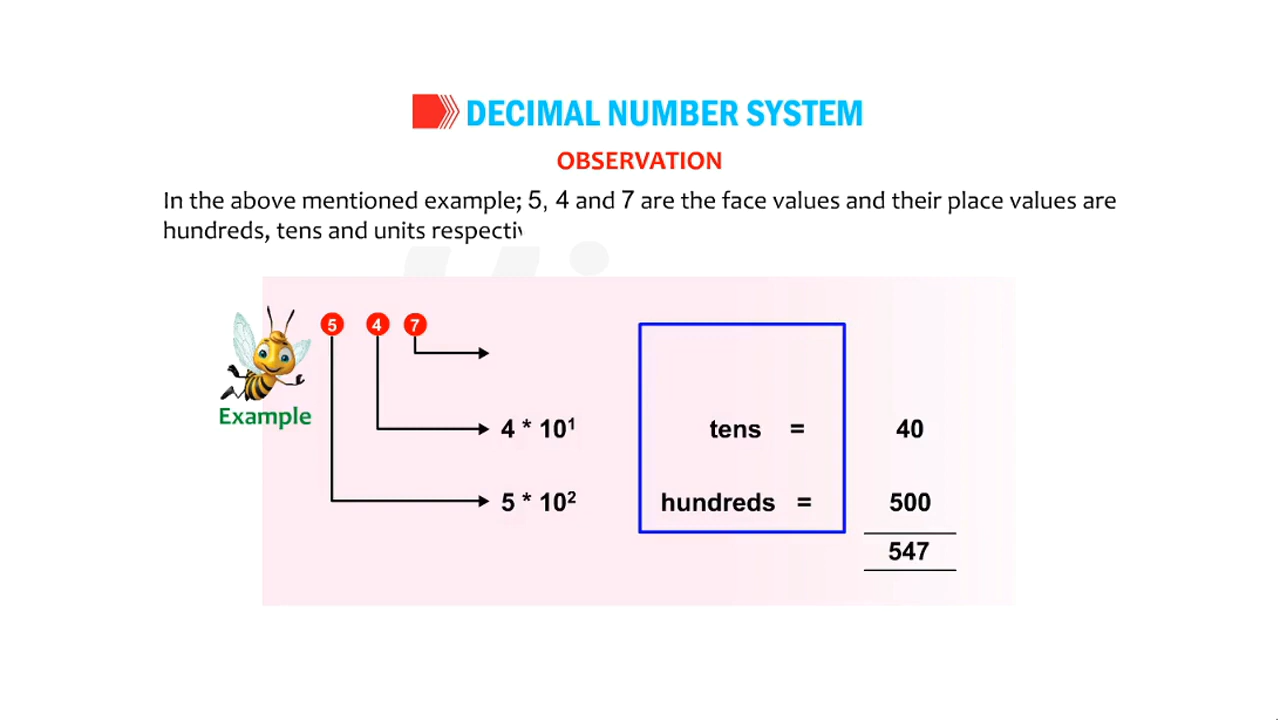 DECIMAL NUMBER SYSTEM
OBSERVATION
In the above mentioned example; 5, 4 and 7 are the face values and their place values are
hundreds, tens and units respectiv
5 4 7
Example
4 * 10¹ tens = 40
5 * 10² hundreds = 500
547